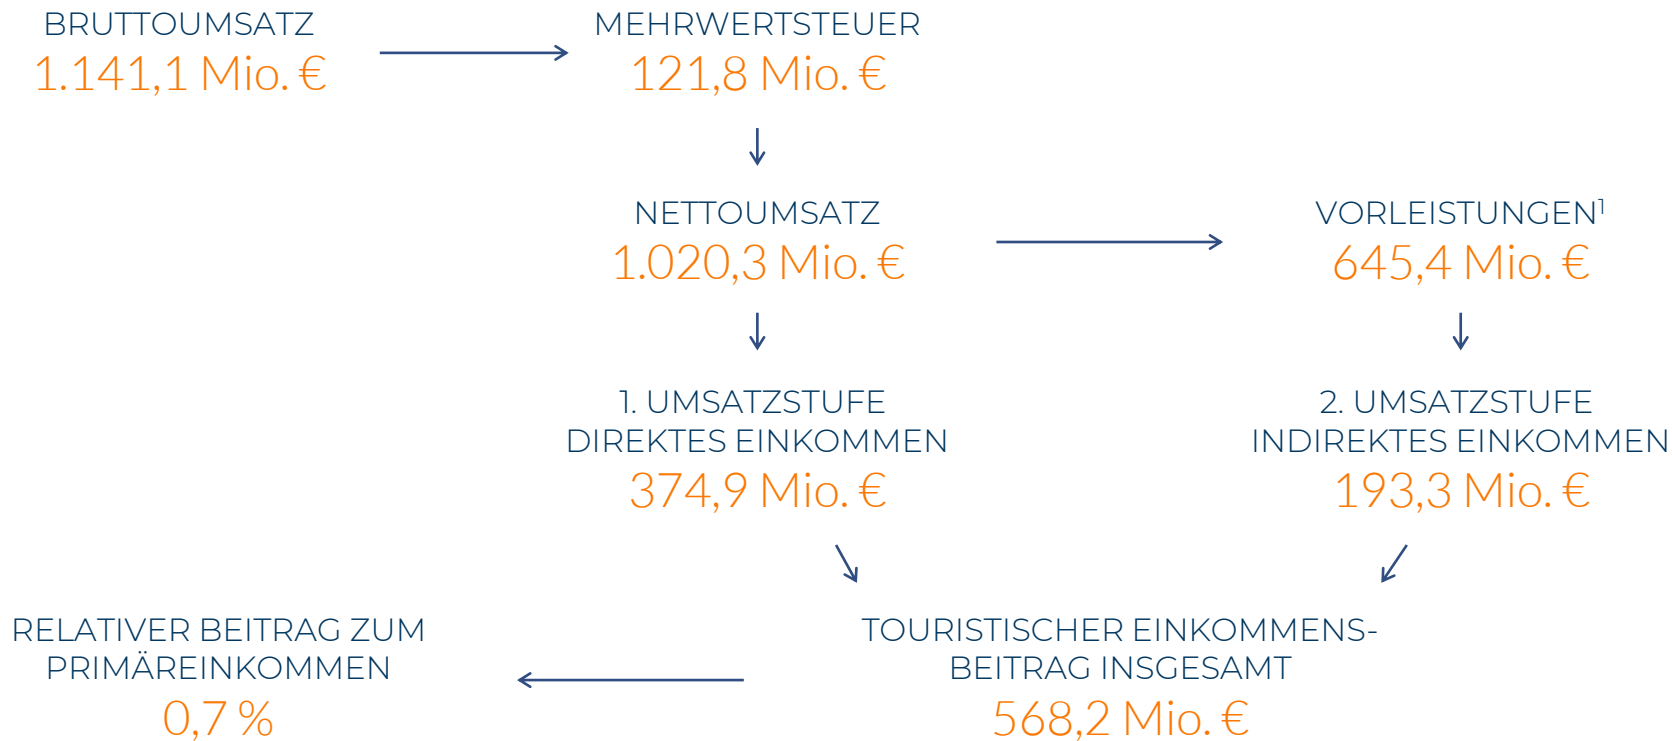 BRUTTOUMSATZ
1.141,1 Mio. €
MEHRWERTSTEUER
121,8 Mio. €
NETTOUMSATZ
1.020,3 Mio. €
VORLEISTUNGEN¹
645,4 Mio. €
1. UMSATZSTUFE
DIREKTES EINKOMMEN
374,9 Mio. €
2. UMSATZSTUFE
INDIREKTES EINKOMMEN
193,3 Mio. €
RELATIVER BEITRAG ZUM
PRIMÄREINKOMMEN
0,7 %
TOURISTISCHER EINKOMMENS-
BEITRAG INSGESAMT
568,2 Mio. €